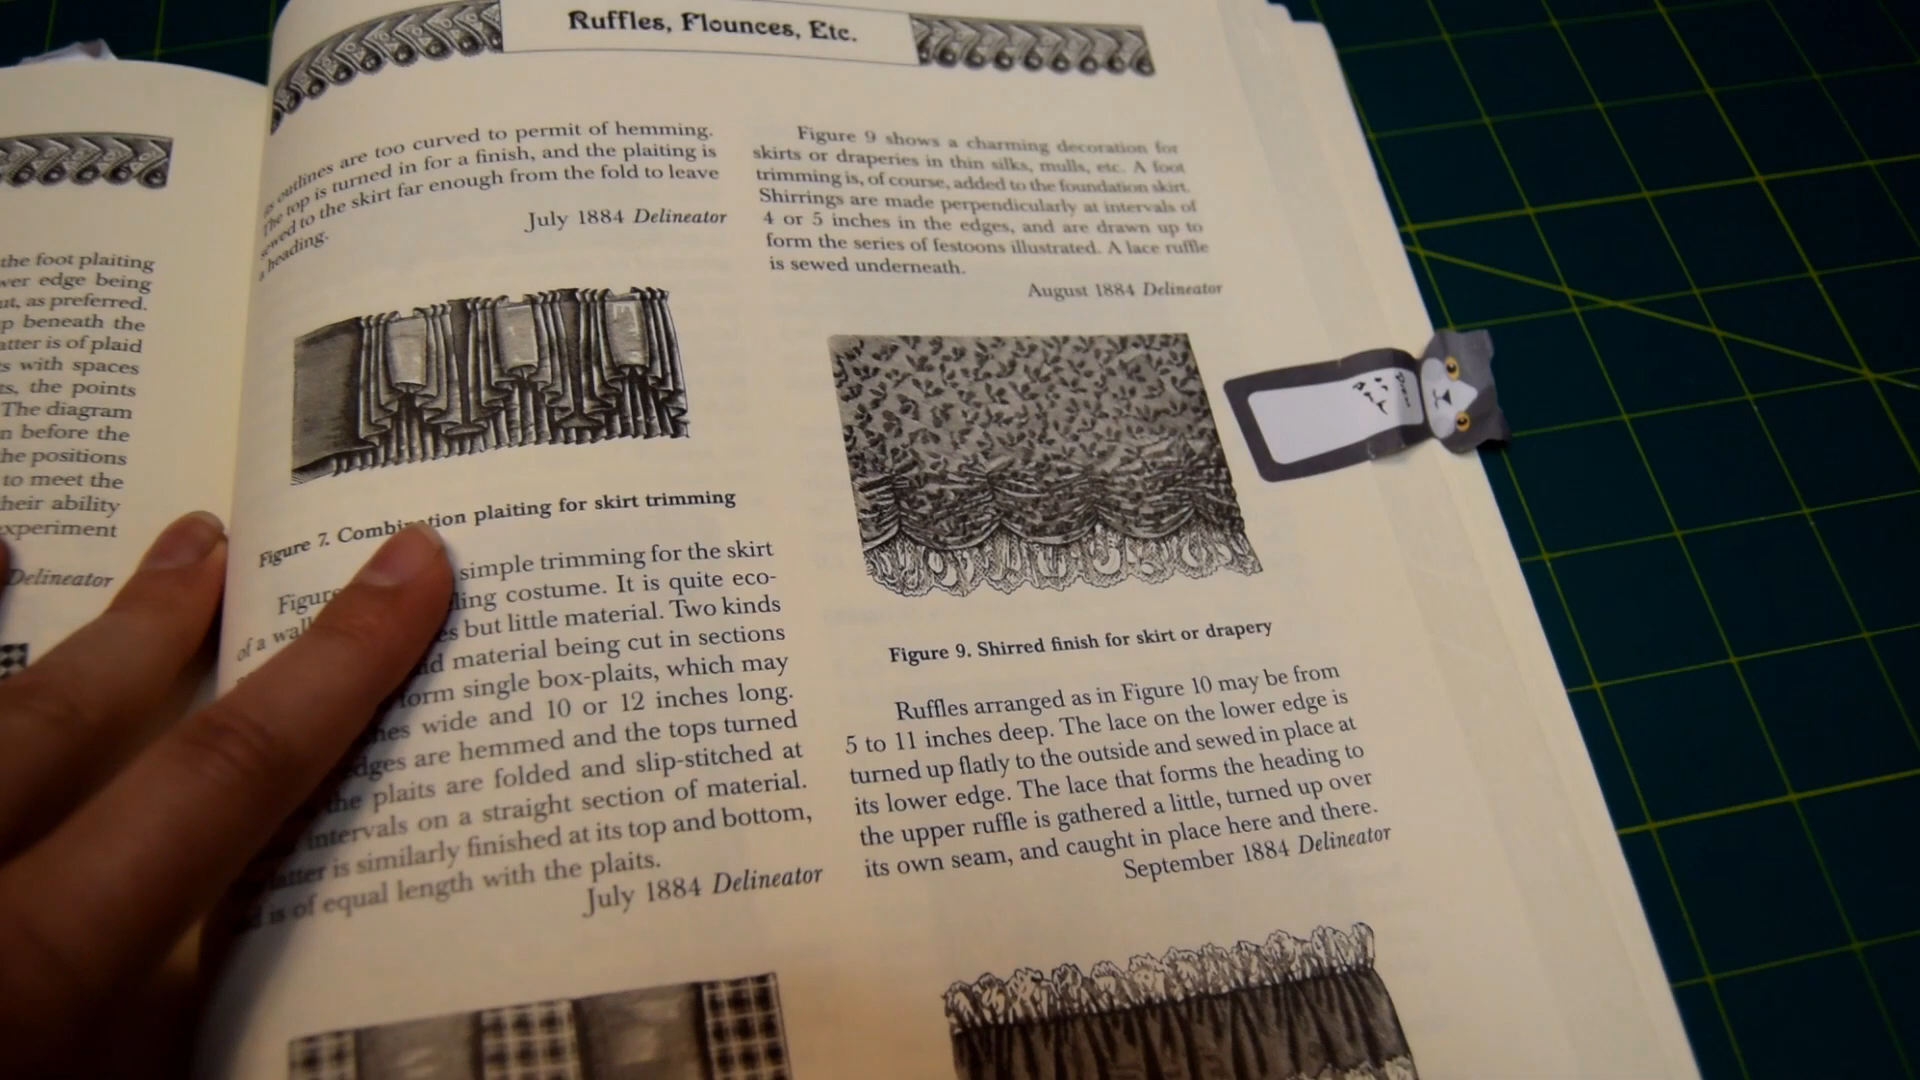 Ruffles, Flounces, Etc.
the foot plaiting
edge being
as preferred.
beneath the
is of plaid
with spaces
the points
The diagram
before the
positions
to meet the
ability
experiment
Delineator
outlines are too curved to permit of hemming.
The top is turned in for a finish, and the plaiting is
sewed to the skirt far enough from the fold to leave
a heading.
July 1884 Delineator
Figure 7. Combination plaiting for skirt trimming
simple trimming for the skirt
of a costume. It is quite eco-
but little material. Two kinds
material being cut in sections
form single box-plaits, which may
wide and 10 or 12 inches long.
are hemmed and the tops turned
the plaits are folded and slip-stitched at
intervals on a straight section of material.
is similarly finished at its top and bottom,
is of equal length with the plaits.
July 1884 Delineator
Figure 9 shows a charming decoration for
skirts or draperies in thin silks, mulls, etc. A foot
trimming is, of course, added to the foundation skirt.
Shirrings are made perpendicularly at intervals of
4 or 5 inches in the edges, and are drawn up to
form the series of festoons illustrated. A lace ruffle
is sewed underneath.
August 1884 Delineator
Figure 9. Shirred finish for skirt or drapery
Ruffles arranged as in Figure 10 may be from
5 to 11 inches deep. The lace on the lower edge is
turned up flatly to the outside and sewed in place at
its lower edge. The lace that forms the heading to
the upper ruffle is gathered a little, turned up over
its own seam, and caught in place here and there.
September 1884 Delineator